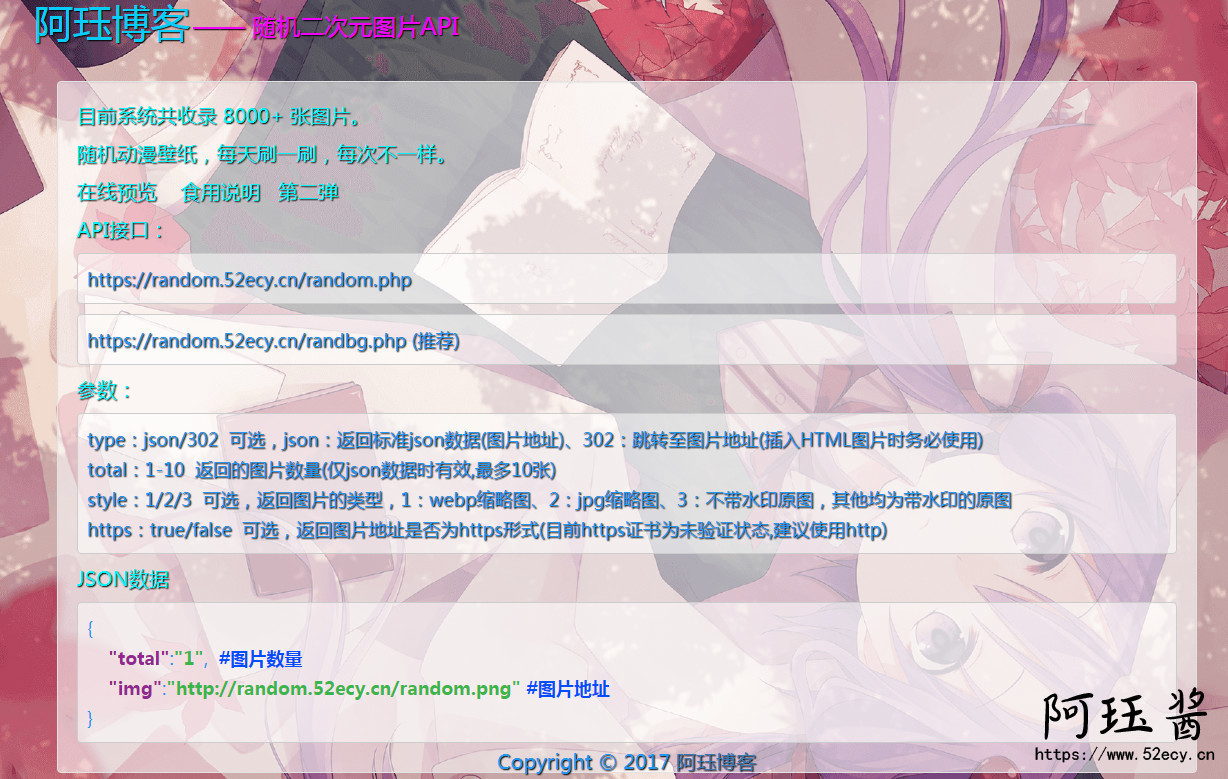 阿珏博客—— 随机二次元图片API
目前系统共收录 8000+ 张图片。
随机动漫壁纸，每天刷一刷，每次不一样。
在线预览 食用说明 第二弹
API接口：
https://random.52ecy.cn/random.php
https://random.52ecy.cn/randbg.php (推荐)
参数：
type：json/302 可选，json：返回标准json数据(图片地址)、302：跳转至图片地址(插入HTML图片时务必使用)
total：1-10 返回的图片数量(仅json数据时有效,最多10张)
style：1/2/3 可选，返回图片的类型，1：webp缩略图、2：jpg缩略图、3：不带水印原图，其他均为带水印的原图
https：true/false 可选，返回图片地址是否为https形式(目前https证书为未验证状态,建议使用http)
JSON数据
{
"total":"1", #图片数量
"img":"http://random.52ecy.cn/random.png" #图片地址
}
阿珏酱
https://www.52ecy.cn
Copyright © 2017 阿珏博客